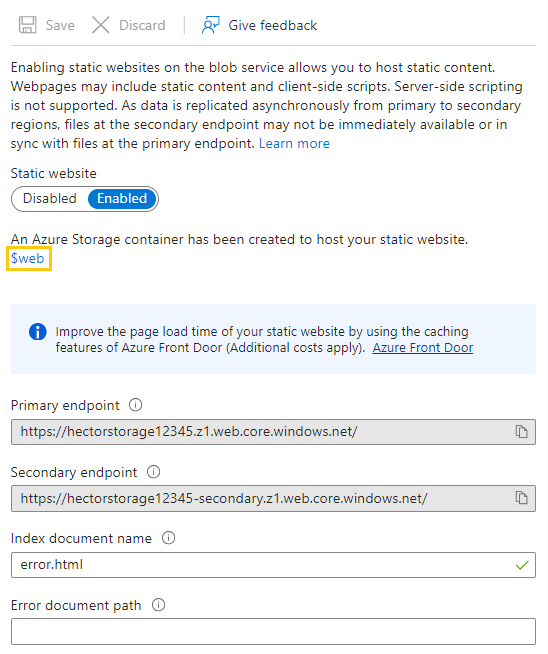 Save Discard Give feedback
Enabling static websites on the blob service allows you to host static content.
Webpages may include static content and client-side scripts. Server-side scripting
is not supported. As data is replicated asynchronously from primary to secondary
regions, files at the secondary endpoint may not be immediately available or in
sync with files at the primary endpoint. Learn more
Static website
Disabled Enabled
An Azure Storage container has been created to host your static website.
$web
Improve the page load time of your static website by using the caching
features of Azure Front Door (Additional costs apply). Azure Front Door
Primary endpoint
https://hectorstorage12345.z1.web.core.windows.net/
Secondary endpoint
https://hectorstorage12345-secondary.z1.web.core.windows.net/
Index document name
error.html
Error document path